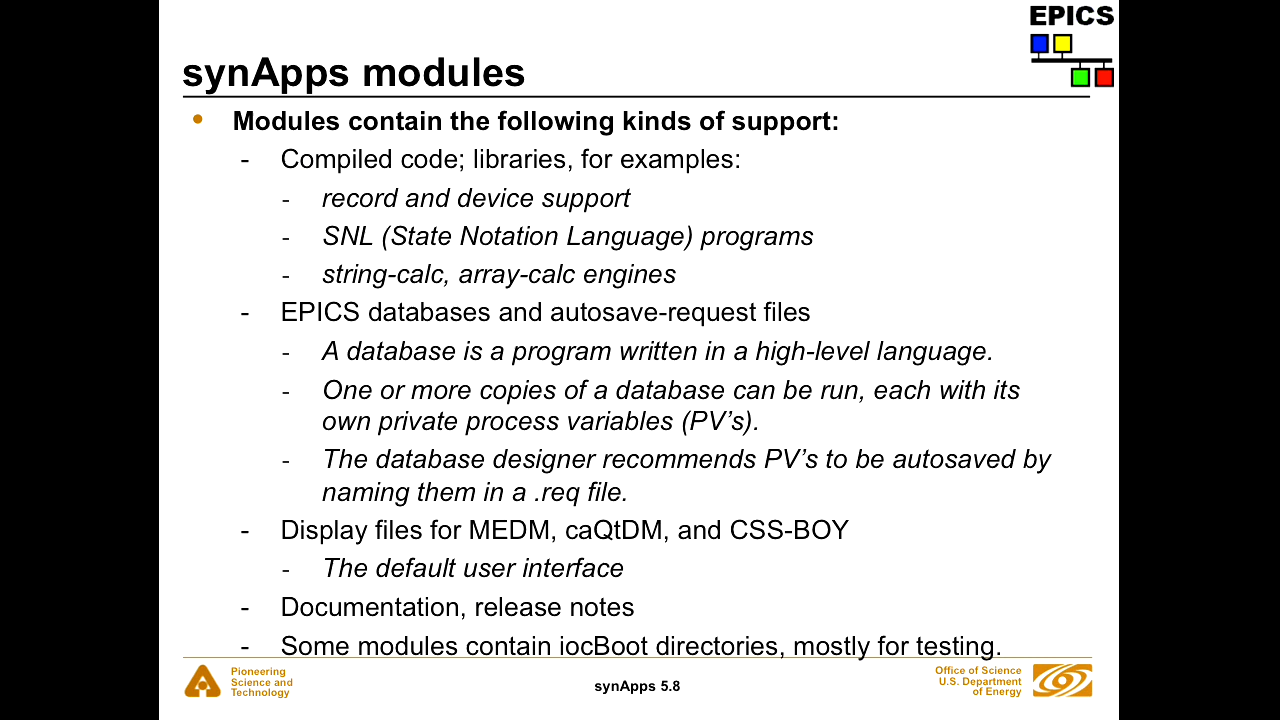 EPICS
synApps modules
• Modules contain the following kinds of support:
- Compiled code; libraries, for examples:
- record and device support
- SNL (State Notation Language) programs
- string-calc, array-calc engines
- EPICS databases and autosave-request files
- A database is a program written in a high-level language.
- One or more copies of a database can be run, each with its
own private process variables (PV’s).
- The database designer recommends PV’s to be autosaved by
naming them in a .req file.
- Display files for MEDM, caQtDM, and CSS-BOY
- The default user interface
- Documentation, release notes
- Some modules contain iocBoot directories, mostly for testing.
Pioneering
Science and
Technology
synApps 5.8
Office of Science
U.S. Department
of Energy